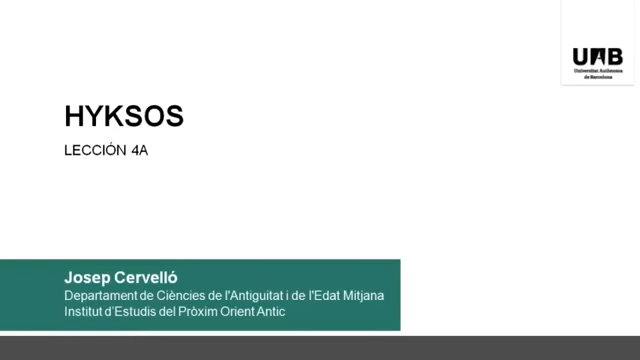 UAB
Universitat Autònoma
de Barcelona
HYKSOS
LECCIÓN 4A
Josep Cervelló
Departament de Ciències de l'Antiguitat i de l'Edat Mitjana
Institut d’Estudis del Pròxim Orient Antic